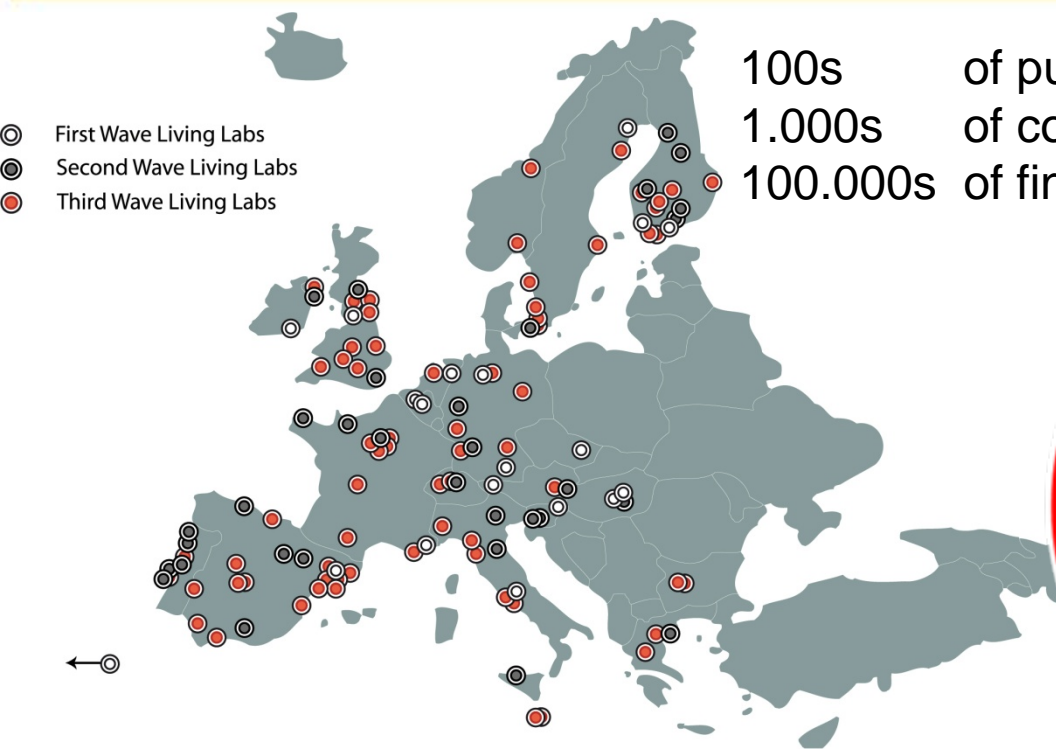 First Wave Living Labs
Second Wave Living Labs
Third Wave Living Labs
100s of
1.000s of
100.000s of